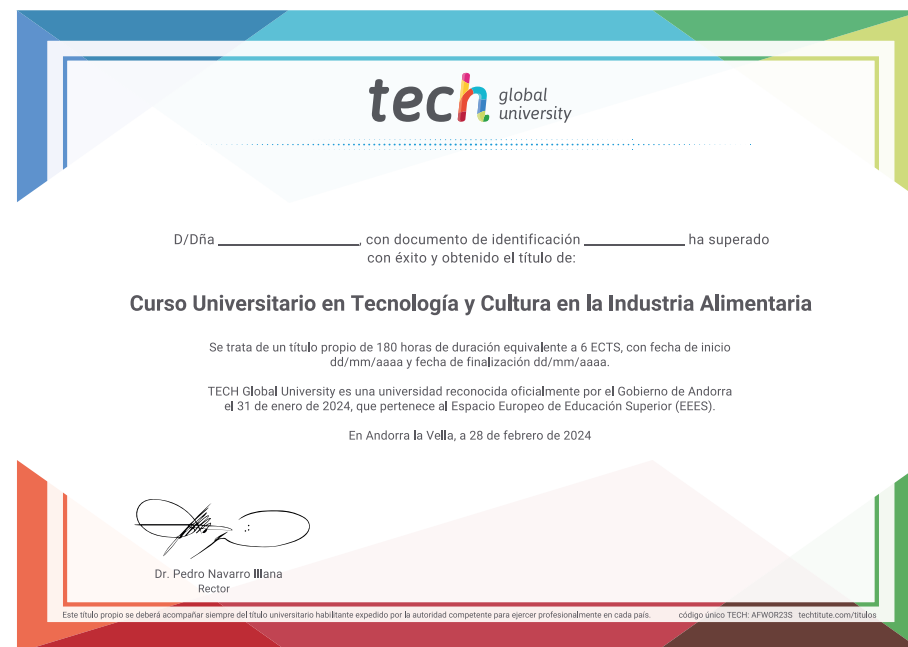 tech global university
D/Dña ____________________, con documento de identificación ______________ ha superado
con éxito y obtenido el título de:
Curso Universitario en Tecnología y Cultura en la Industria Alimentaria
Se trata de un título propio de 180 horas de duración equivalente a 6 ECTS, con fecha de inicio
dd/mm/aaaa y fecha de finalización dd/mm/aaaa.
TECH Global University es una universidad reconocida oficialmente por el Gobierno de Andorra
el 31 de enero de 2024, que pertenece al Espacio Europeo de Educación Superior (EEES).
En Andorra la Vella, a 28 de febrero de 2024
Dr. Pedro Navarro Illana
Rector
Este título propio se deberá acompañar siempre del título universitario habilitante expedido por la autoridad competente para ejercer profesionalmente en cada país. código único TECH: AFWOR23S techtitute.com/titulos